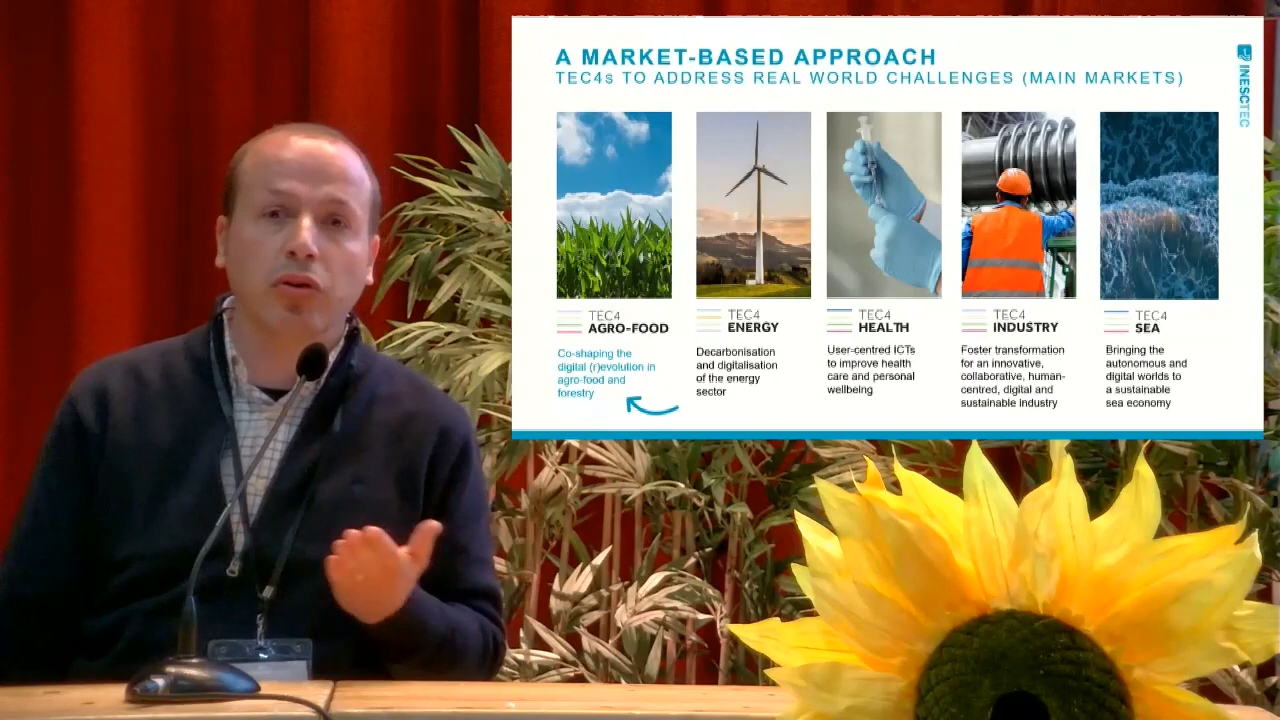 A MARKET-BASED APPROACH
TEC4s TO ADDRESS REAL WORLD CHALLENGES (MAIN MARKETS)
INESCTEC
TEC4
AGRO-FOOD
Co-shaping the
digital (r)evolution in
agro-food and
forestry
TEC4
ENERGY
Decarbonisation
and digitalisation
of the energy
sector
TEC4
HEALTH
User-centred ICTs
to improve health
care and personal
wellbeing
TEC4
INDUSTRY
Foster transformation
for an innovative,
collaborative, human-
centred, digital and
sustainable industry
TEC4
SEA
Bringing the
autonomous and
digital worlds to
a sustainable
sea economy